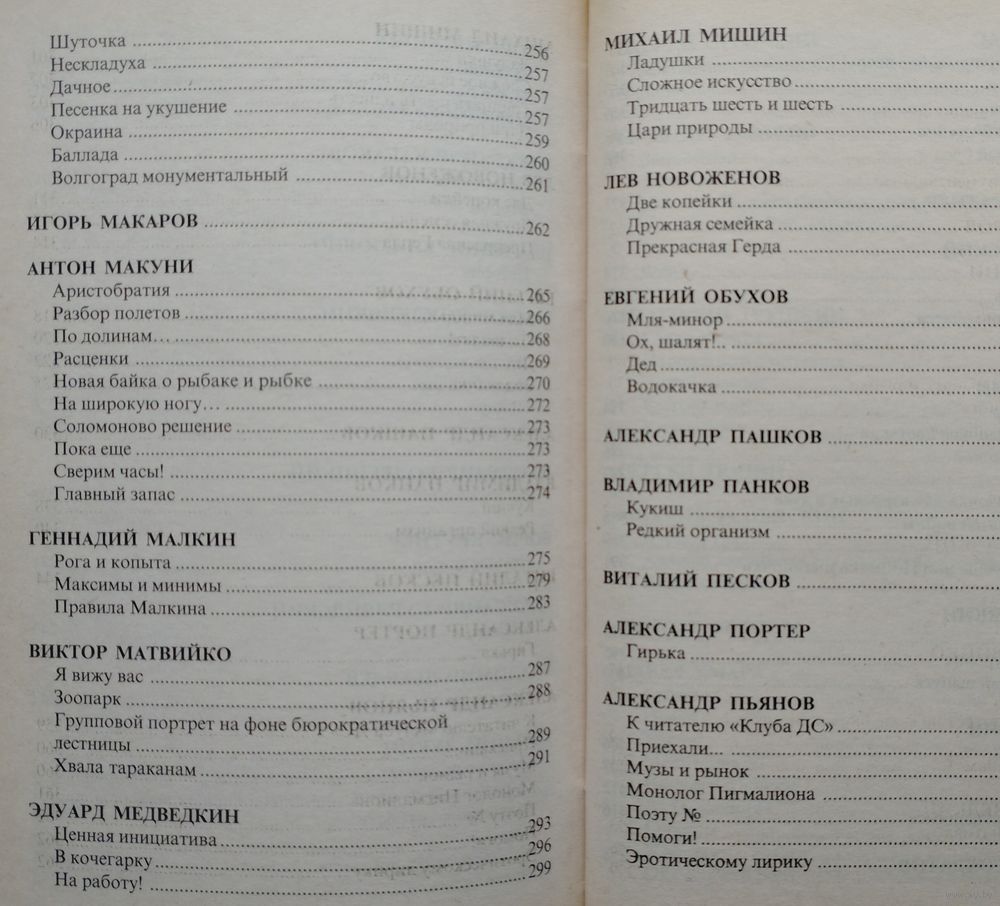 Шуточка ........ 256
Нескладуха ........ 257
Дачное ........ 257
Песенка на укушение ........ 257
Окраина ........ 259
Баллада ........ 260
Волгоград монументальный ........ 261
ИГОРЬ МАКАРОВ ........ 262
АНТОН МАКУНИ
Аристобратия ........ 265
Разбор полетов ........ 266
По долинам... ........ 268
Расценки ........ 269
Новая байка о рыбаке и рыбке ........ 270
На широкую ногу... ........ 272
Соломоново решение ........ 273
Пока еще ........ 273
Сверим часы! ........ 273
Главный запас ........ 274
ГЕННАДИЙ МАЛКИН
Рога и копыта ........ 275
Максимы и минимы ........ 279
Правила Малкина ........ 283
ВИКТОР МАТВИЙКО
Я вижу вас ........ 287
Зоопарк ........ 288
Групповой портрет на фоне бюрократической
лестницы ........ 289
Хвала тараканам ........ 291
ЭДУАРД МЕДВЕДКИН
Ценная инициатива ........ 293
В кочегарку ........ 296
На работу! ........ 299
МИХАИЛ МИШИН
Ладушки ........
Сложное искусство ........
Тридцать шесть и шесть ........
Цари природы ........
ЛЕВ НОВОЖЕНОВ
Две копейки ........
Дружная семейка ........
Прекрасная Герда ........
ЕВГЕНИЙ ОБУХОВ
Мля-минор ........
Ох, шалят!.. ........
Дед ........
Водокачка ........
АЛЕКСАНДР ПАШКОВ ........
ВЛАДИМИР ПАНКОВ
Кукиш ........
Редкий организм ........
ВИТАЛИЙ ПЕСКОВ ........
АЛЕКСАНДР ПОРТЕР
Гирька ........
АЛЕКСАНДР ПЬЯНОВ
К читателю «Клуба ДС» ........
Приехали... ........
Музы и рынок ........
Монолог Пигмалиона ........
Поэту № ........
Помоги! ........
Эротическому лирику ........